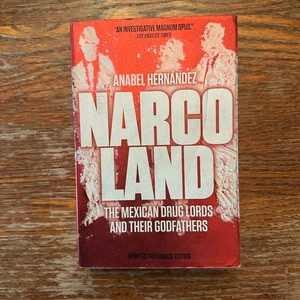 "AN INVESTIGATIVE MAGNUM OPUS."
LOS ANGELES TIMES
ANABEL HERNÁNDEZ
NARCO
LAND
THE MEXICAN DRUG LORDS
AND THEIR GODFATHERS
UPDATED PAPERBACK EDITION